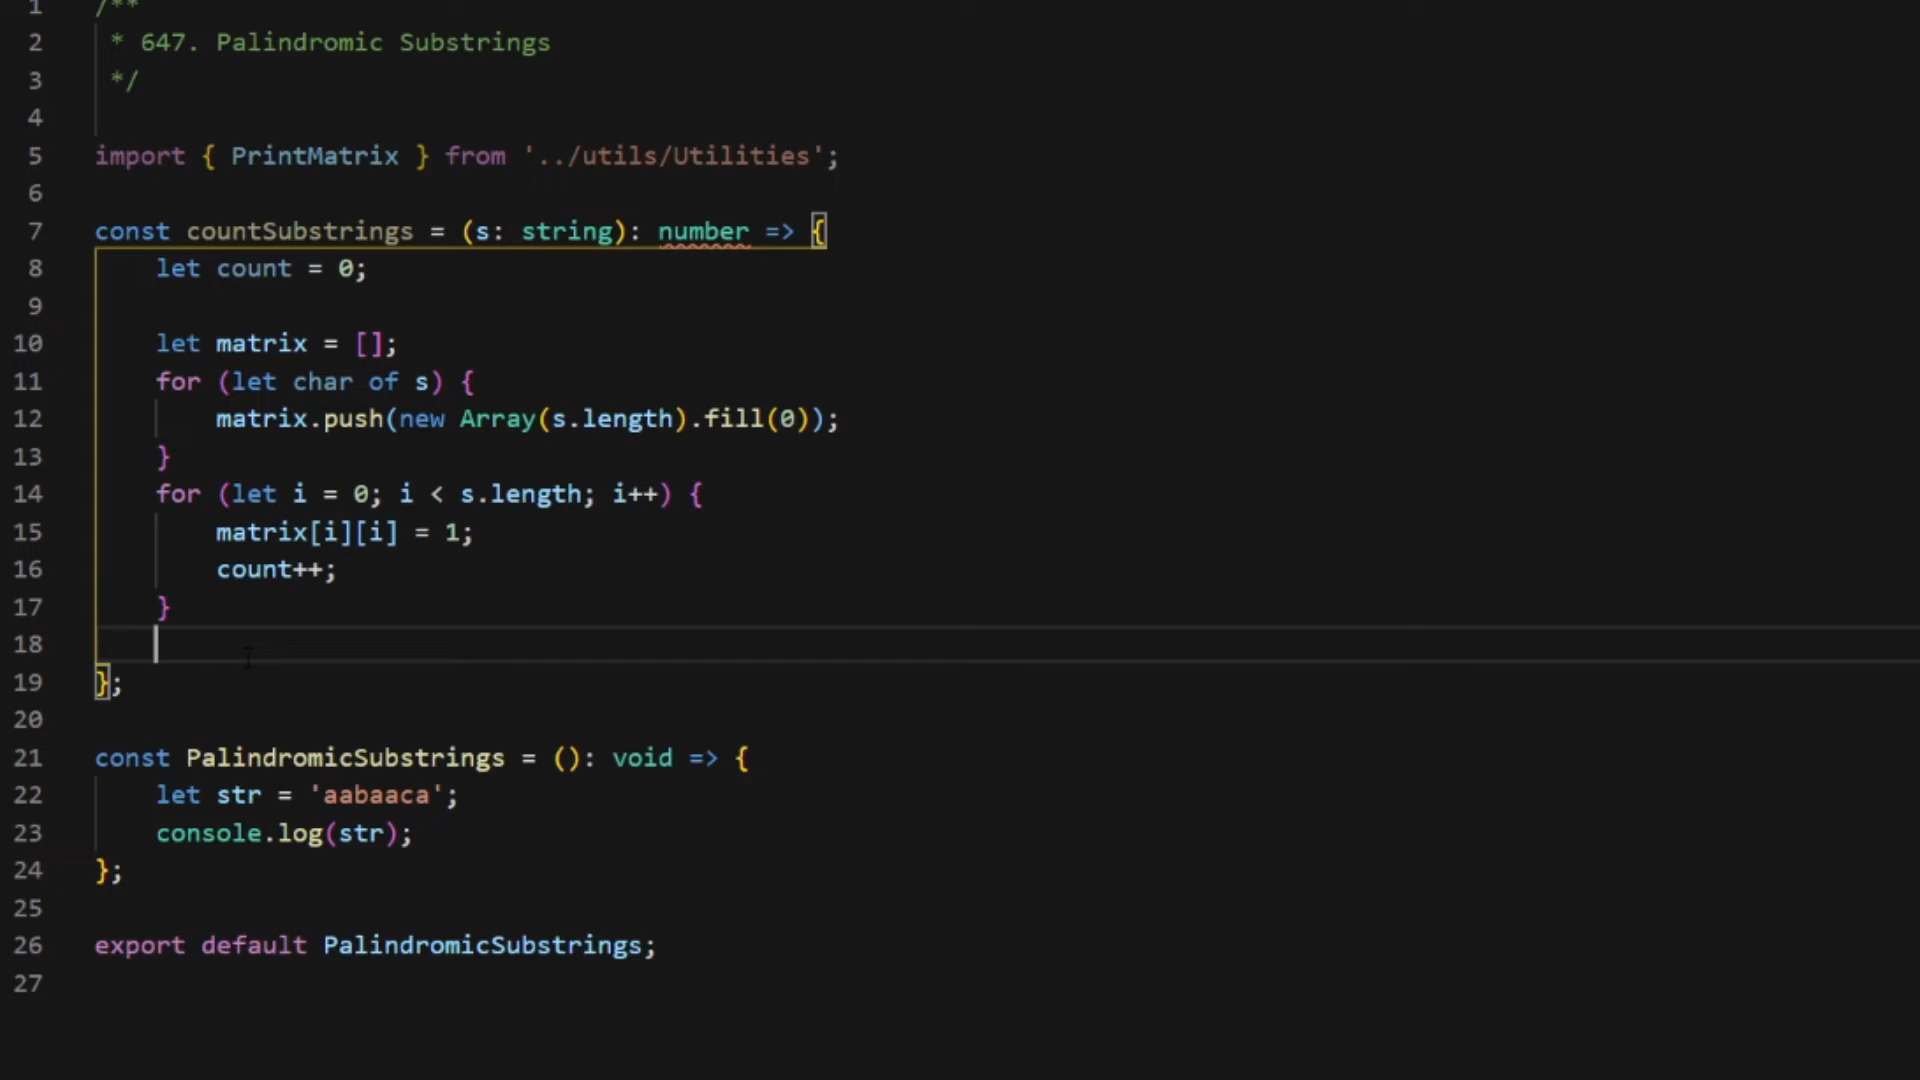 1 /**
2 * 647. Palindromic Substrings
3 */
4
5 import { PrintMatrix } from '../utils/Utilities';
6
7 const countSubstrings = (s: string): number => {
8 let count = 0;
9
10 let matrix = [];
11 for (let char of s) {
12 matrix.push(new Array(s.length).fill(0));
13 }
14 for (let i = 0; i < s.length; i++) {
15 matrix[i][i] = 1;
16 count++;
17 }
18
19 };
20
21 const PalindromicSubstrings = (): void => {
22 let str = 'aabaaca';
23 console.log(str);
24 };
25
26 export default PalindromicSubstrings;
27